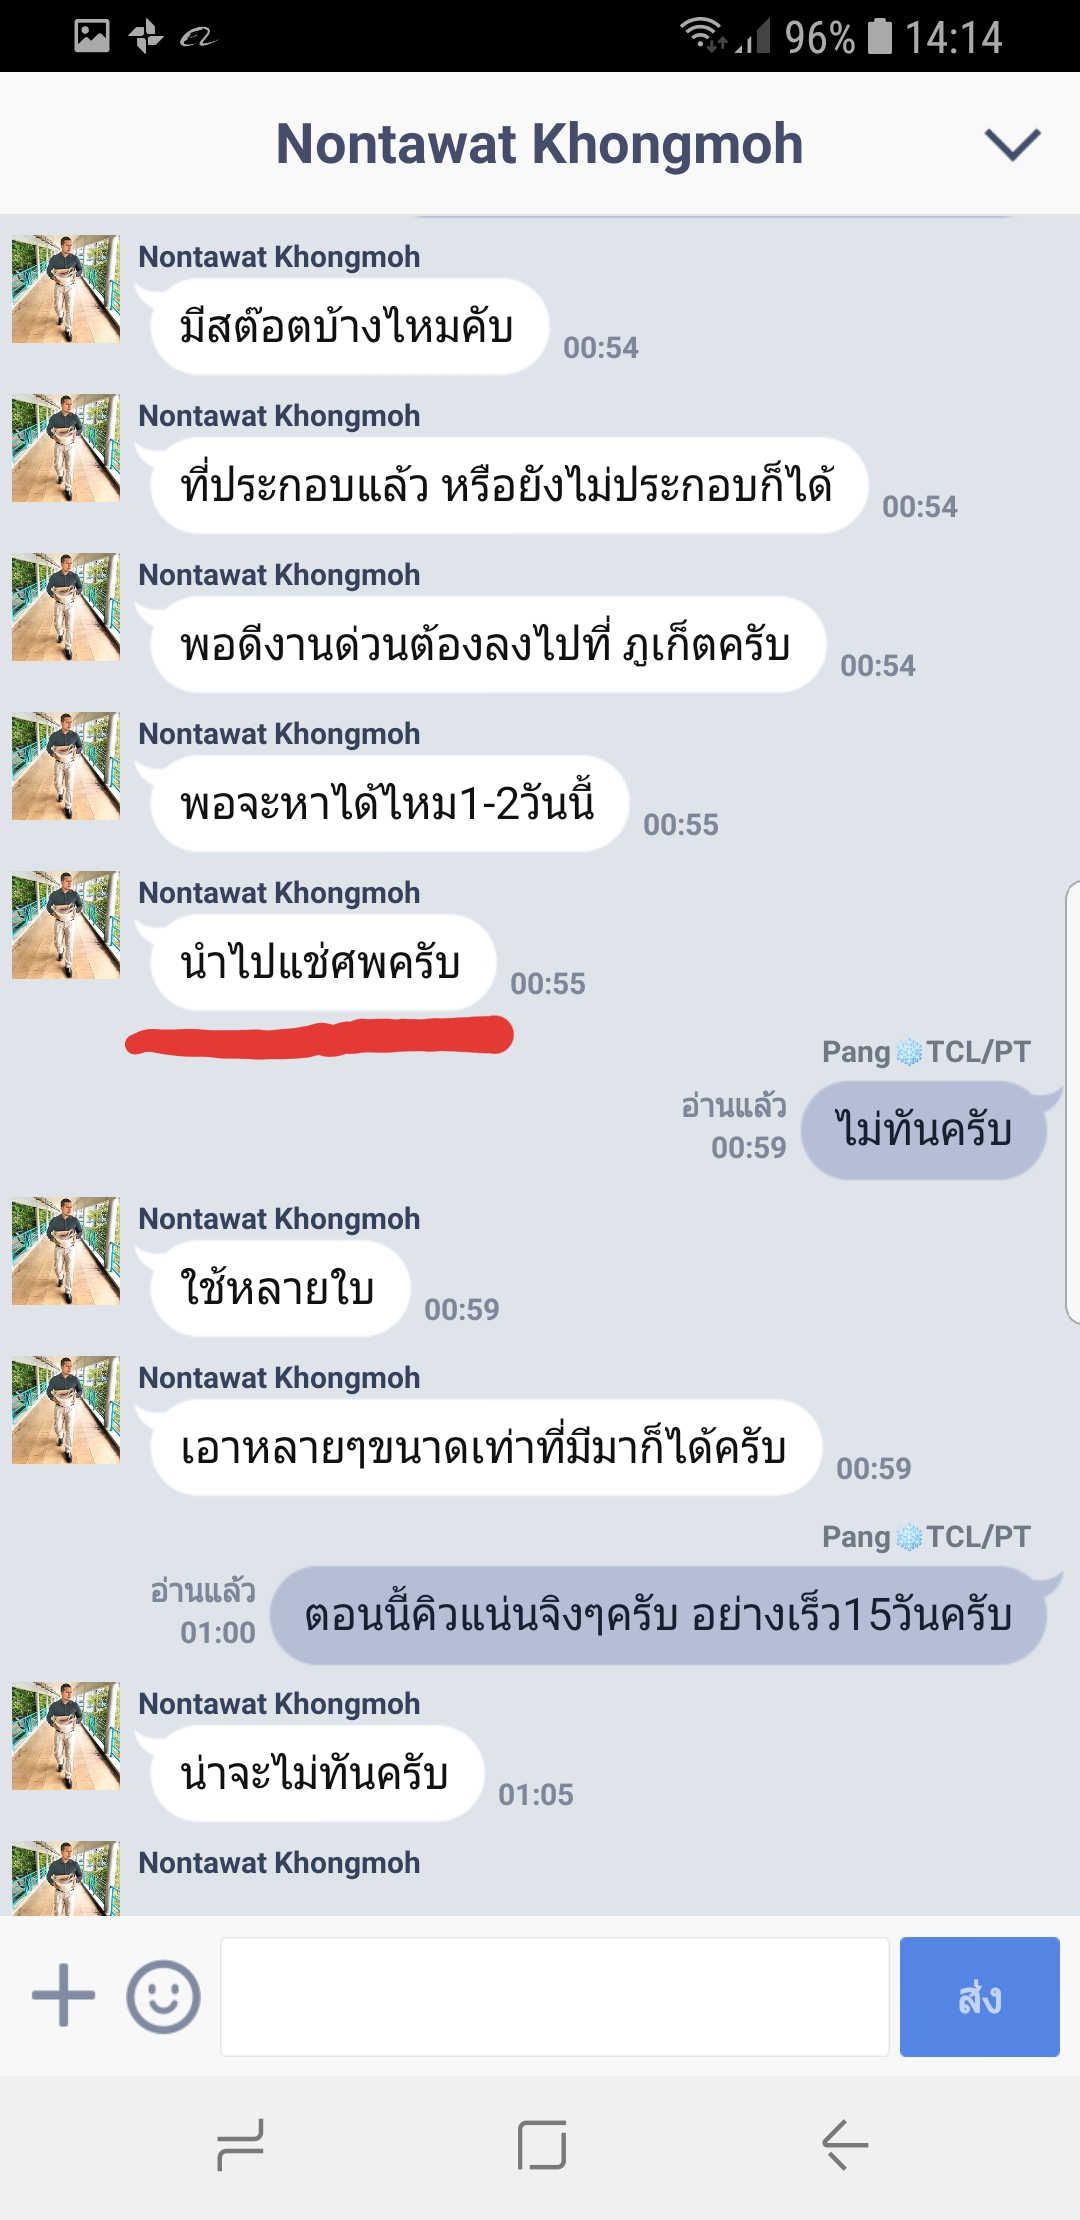 96% 14:14
Nontawat Khongmoh
Nontawat Khongmoh
มีสต๊อตบ้างไหมคับ
00:54
Nontawat Khongmoh
ที่ประกอบแล้ว หรือยังไม่ประกอบก็ได้
00:54
Nontawat Khongmoh
พอดีงานด่วนต้องลงไปที่ ภูเก็ตครับ
00:54
Nontawat Khongmoh
พอจะหาได้ไหม1-2วันนี้
00:55
Nontawat Khongmoh
นำไปแช่ศพครับ
00:55
Pang❄TCL/PT
อ่านแล้ว
00:59
ไม่ทันครับ
Nontawat Khongmoh
ใช้หลายใบ
00:59
Nontawat Khongmoh
เอาหลายๆขนาดเท่าที่มีมาก็ได้ครับ
00:59
Pang❄TCL/PT
อ่านแล้ว
01:00
ตอนนี้คิวแน่นจิงๆครับ อย่างเร็ว15วันครับ
Nontawat Khongmoh
น่าจะไม่ทันครับ
01:05
Nontawat Khongmoh
ส่ง